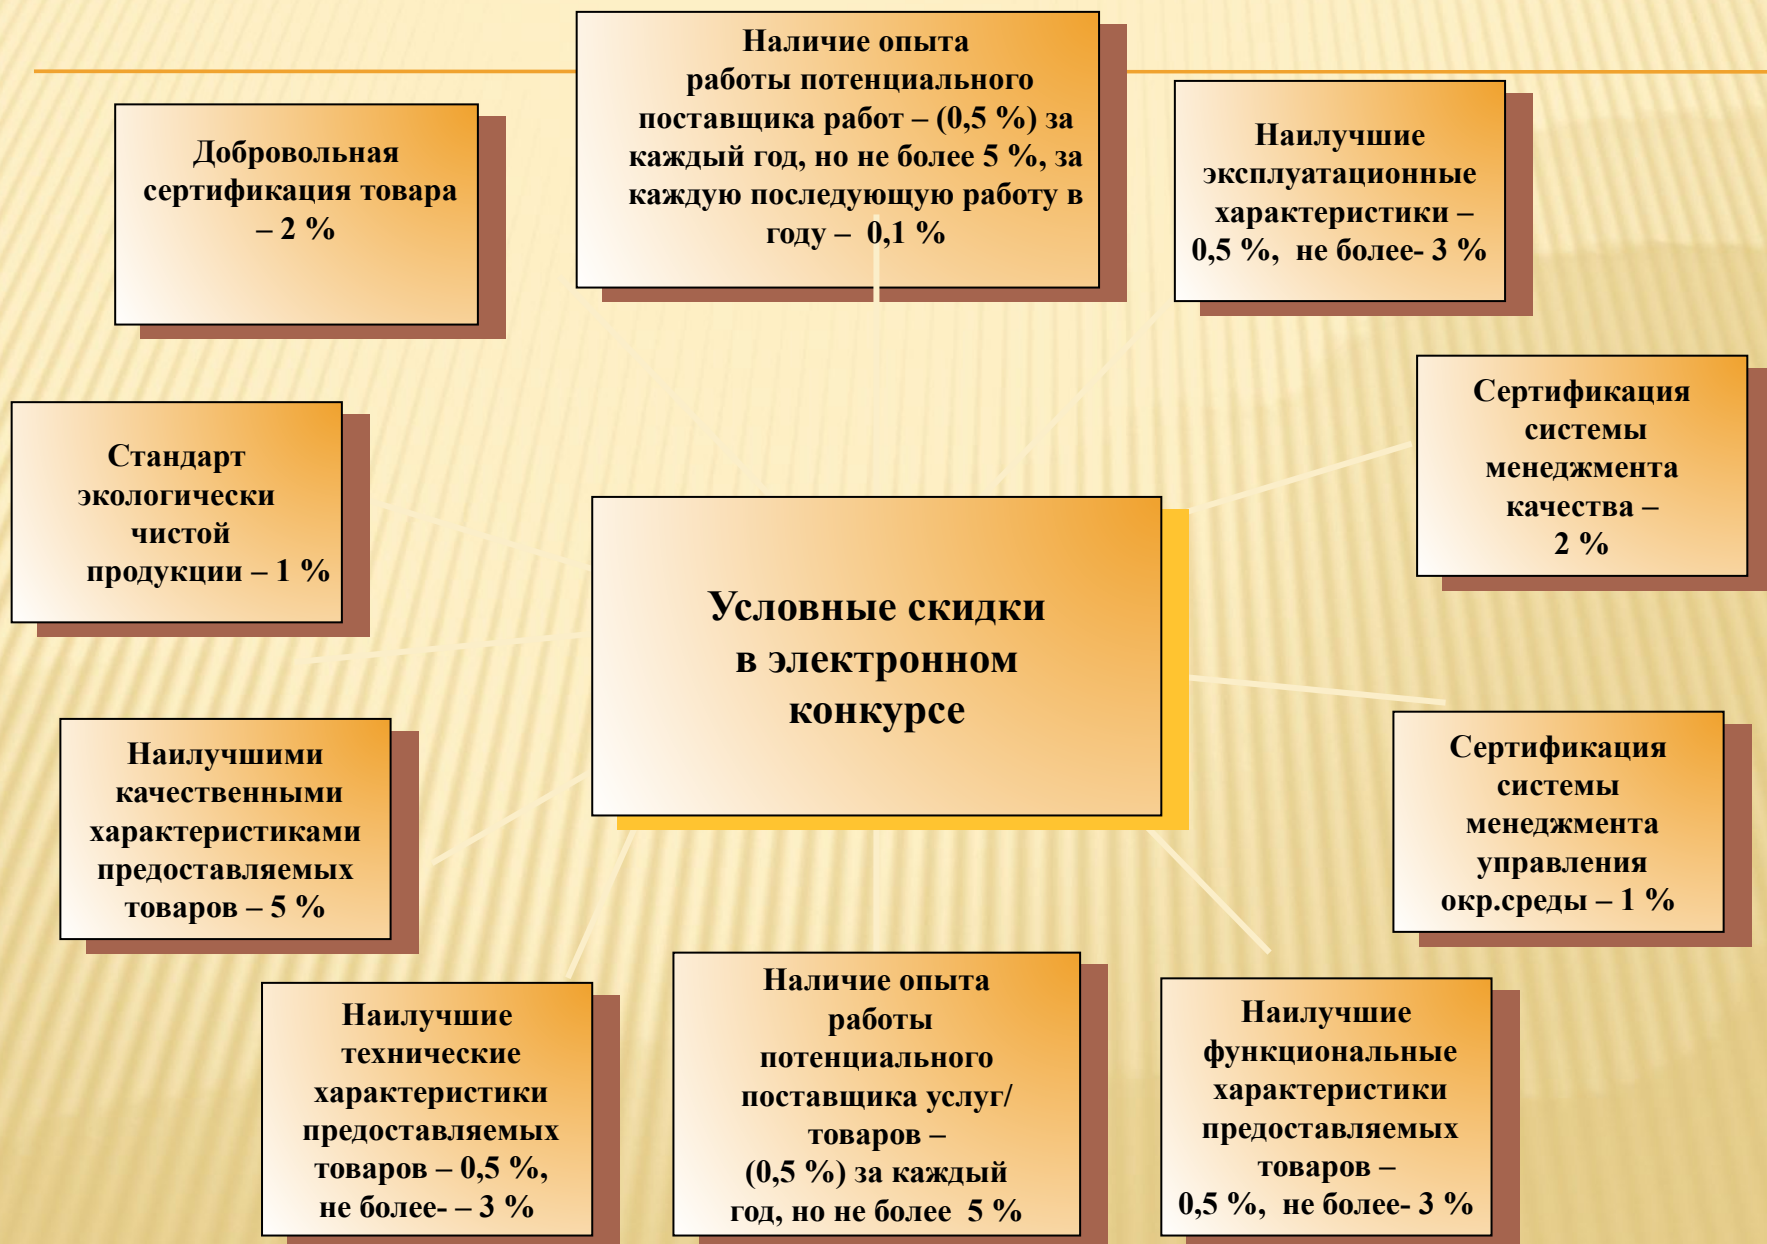 Наличие опыта
работы потенциального
поставщика работ – (0,5 %) за
каждый год, но не более 5 %, за
каждую последующую работу в
году – 0,1 %
Добровольная
сертификация товара
– 2 %
Наилучшие
эксплуатационные
характеристики –
0,5 %, не более- 3 %
Стандарт
экологически
чистой
продукции – 1 %
Сертификация
системы
менеджмента
качества –
2 %
Условные скидки
в электронном
конкурсе
Наилучшими
качественными
характеристиками
предоставляемых
товаров – 5 %
Сертификация
системы
менеджмента
управления
окр.среды – 1 %
Наилучшие
технические
характеристики
предоставляемых
товаров – 0,5 %,
не более- – 3 %
Наличие опыта
работы
потенциального
поставщика услуг/
товаров –
(0,5 %) за каждый
год, но не более 5 %
Наилучшие
функциональные
характеристики
предоставляемых
товаров –
0,5 %, не более- 3 %